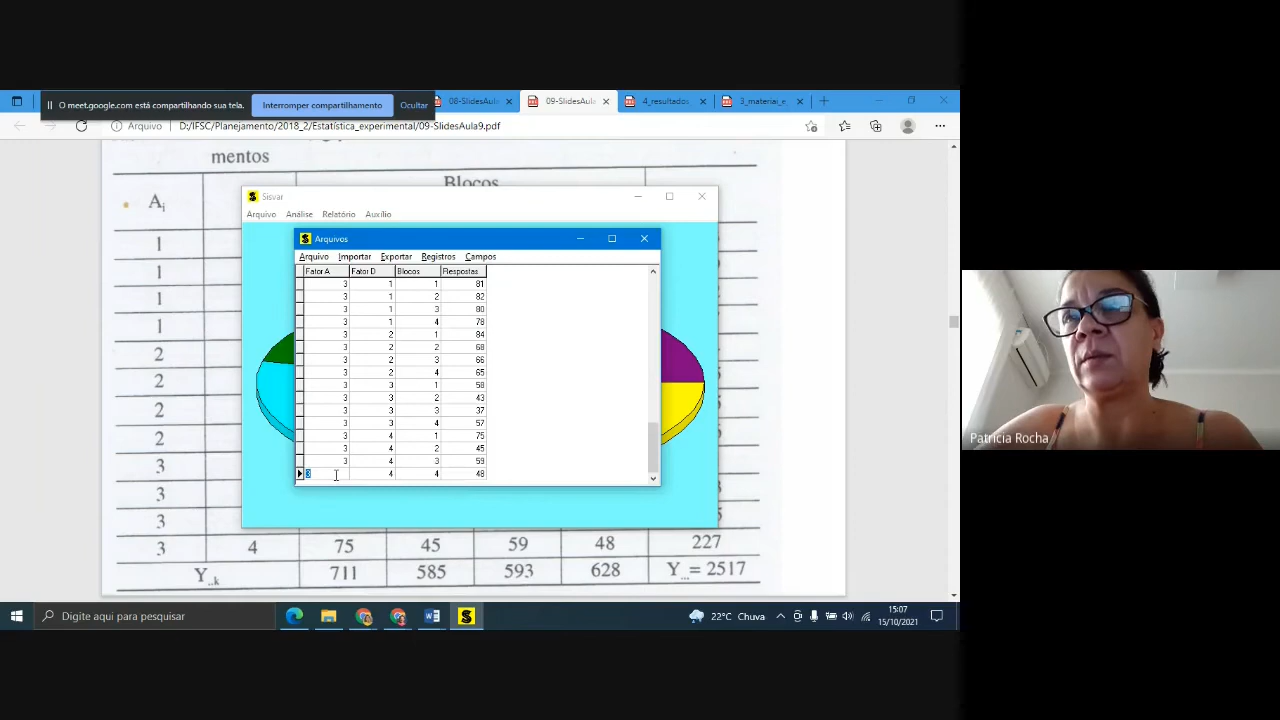 O meet.google.com está compartilhando sua tela. Interromper compartilhamento Ocultar
08-SlidesAula 09-SlidesAula 4_resultados 3_material_e
Arquivo D:/IFSC/Planejamento/2018_2/Estatística_experimental/09-SlidesAula9.pdf
mentos
Blocos
Ai
Sisvar
Arquivo Análise Relatório Auxílio
Arquivos
Arquivo Importar Exportar Registros Campos
Fator A Fator D Blocos Respostas
3 1 1 81
3 1 2 82
3 1 3 80
3 1 4 78
3 2 1 84
3 2 2 68
3 2 3 66
3 2 4 65
3 3 1 58
3 3 2 43
3 3 3 37
3 3 4 57
3 4 1 75
3 4 2 45
3 4 3 59
3 4 4 48
1
1
1
1
2
2
2
2
3
3
3
3 4 75 45 59 48 227
Y..k 711 585 593 628 Y... = 2517
Patricia Rocha
Digite aqui para pesquisar
22°C Chuva
15:07
15/10/2021